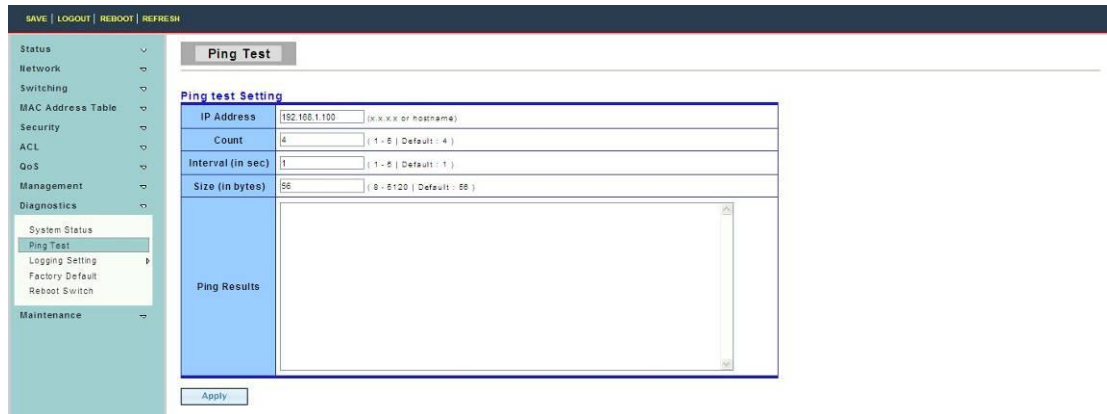 SAVE | LOGOUT | REBOOT | REFRESH
Status
Network
Switching
MAC Address Table
Security
ACL
QoS
Management
Diagnostics
System Status
Ping Test
Logging Setting
Factory Default
Reboot Switch
Maintenance
Ping Test
Ping test Setting
IP Address 192.168.1.100 (x.x.x.x or hostname)
Count 4 ( 1 - 5 | Default : 4 )
Interval (in sec) 1 ( 1 - 5 | Default : 1 )
Size (in bytes) 56 ( 8 - 5120 | Default : 56 )
Ping Results
Apply